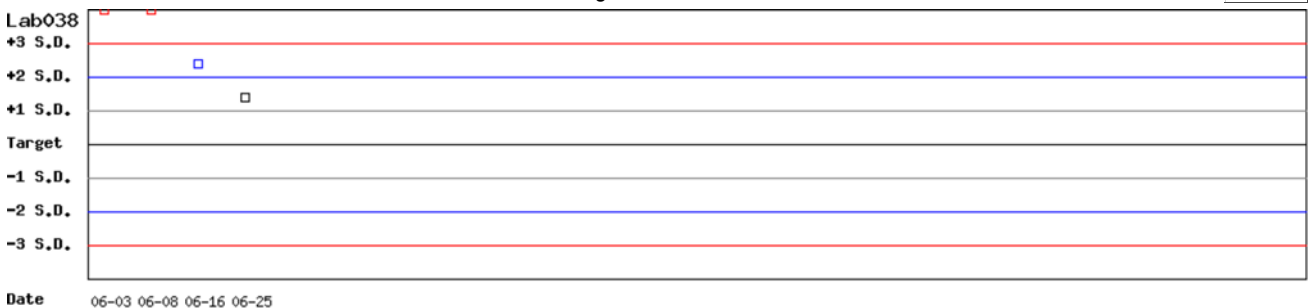 Lab038
+3 S.D.
+2 S.D.
+1 S.D.
Target
-1 S.D.
-2 S.D.
-3 S.D.
Date 06-03 06-08 06-16 06-25